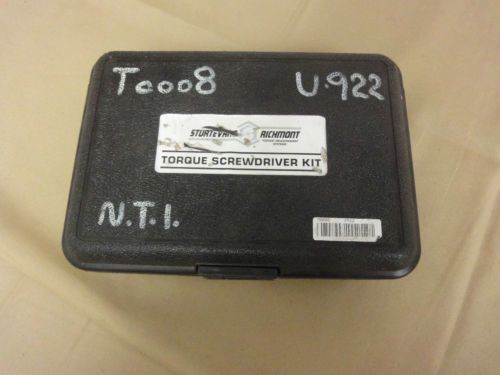 T0008 U.922
STURTEVANT RICHMONT
TORQUE SCREWDRIVER KIT
N.T.I.